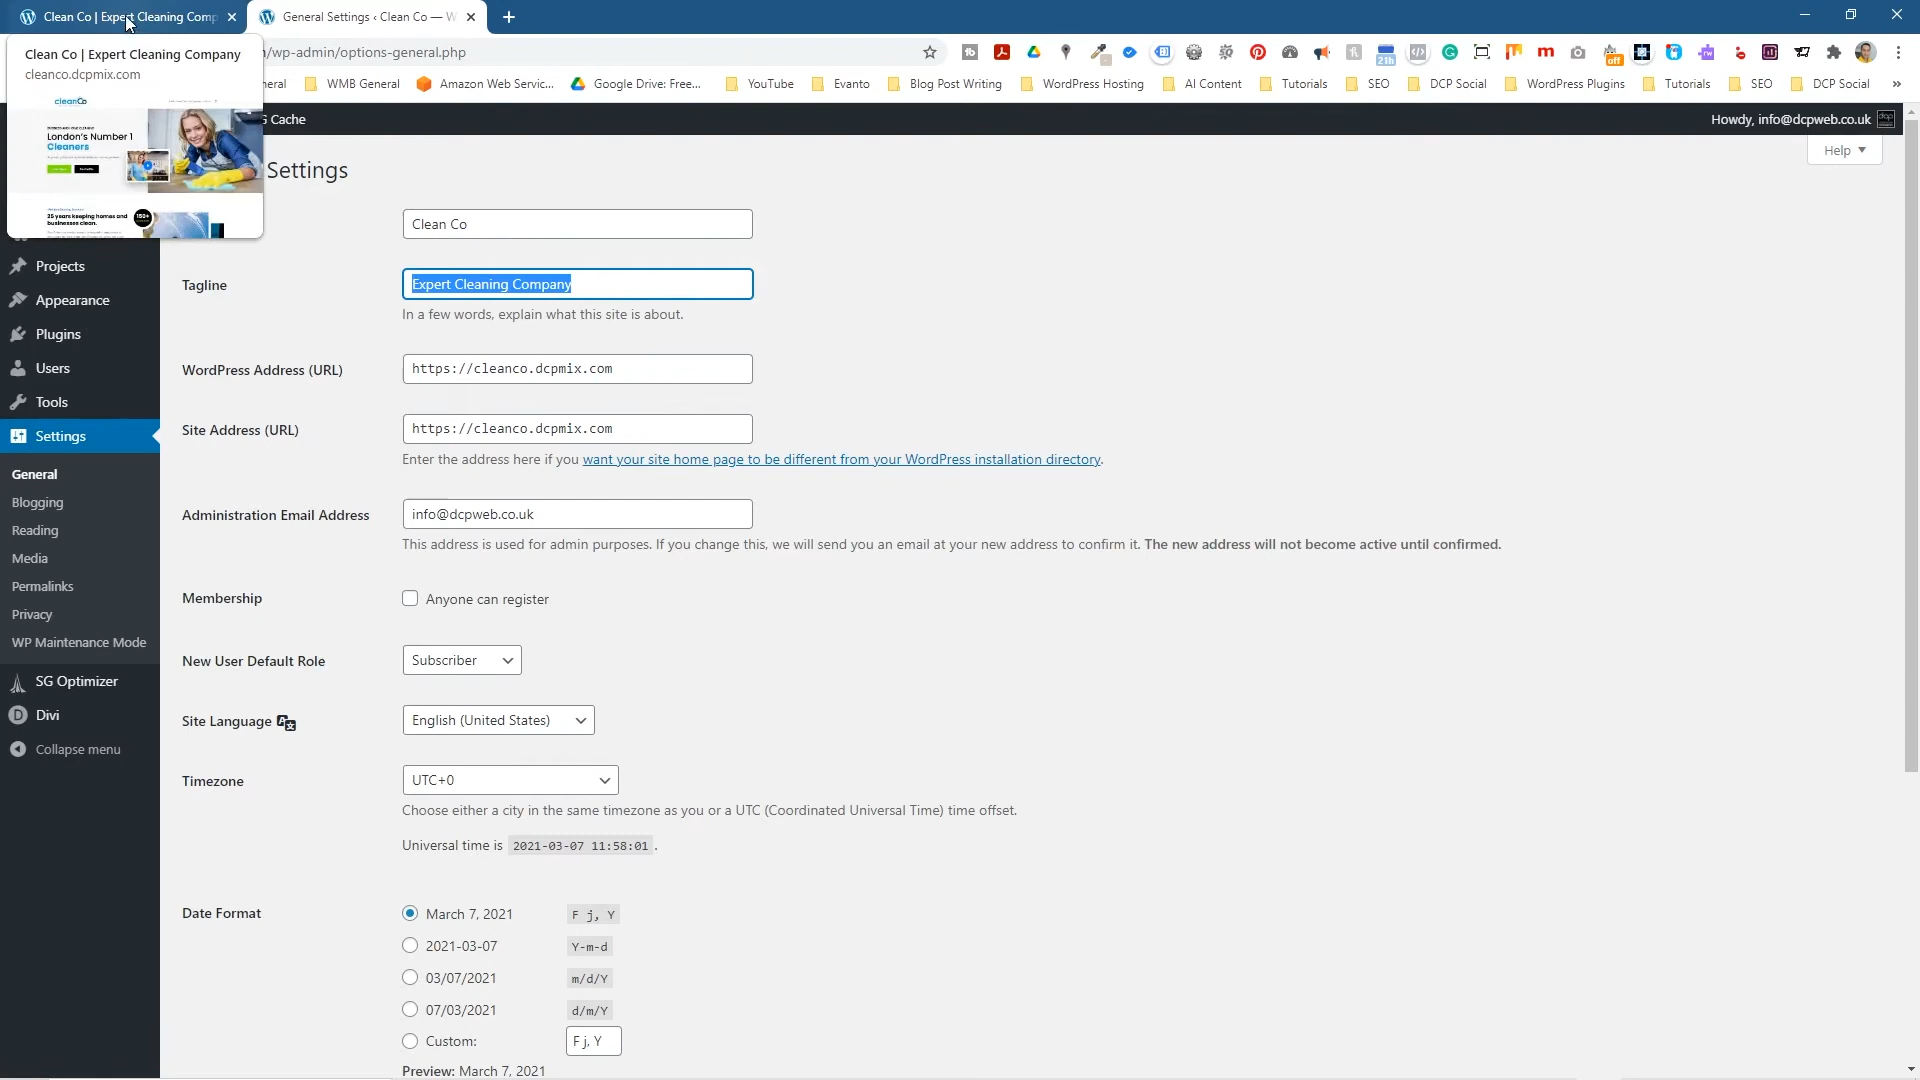 Clean Co | Expert Cleaning Comp
General Settings ‹ Clean Co — W
Clean Co | Expert Cleaning Company
cleanco.dcpmix.com
/wp-admin/options-general.php
21h
off
neral
WMB General
Amazon Web Servic...
Google Drive: Free...
YouTube
Evanto
Blog Post Writing
WordPress Hosting
AI Content
Tutorials
SEO
DCP Social
WordPress Plugins
Tutorials
SEO
DCP Social
»
cleanCo
London's Number 1
Cleaners
25 years keeping homes and
businesses clean.
150+
G Cache
Howdy, info@dcpweb.co.uk
Help
Settings
Clean Co
Tagline
Expert Cleaning Company
In a few words, explain what this site is about.
WordPress Address (URL)
https://cleanco.dcpmix.com
Site Address (URL)
https://cleanco.dcpmix.com
Enter the address here if you want your site home page to be different from your WordPress installation directory.
Administration Email Address
info@dcpweb.co.uk
This address is used for admin purposes. If you change this, we will send you an email at your new address to confirm it. The new address will not become active until confirmed.
Membership
Anyone can register
New User Default Role
Subscriber
Site Language
English (United States)
Timezone
UTC+0
Choose either a city in the same timezone as you or a UTC (Coordinated Universal Time) time offset.
Universal time is 2021-03-07 11:58:01 .
Date Format
March 7, 2021
F j, Y
2021-03-07
Y-m-d
03/07/2021
m/d/Y
07/03/2021
d/m/Y
Custom:
F j, Y
Preview: March 7, 2021
Projects
Appearance
Plugins
Users
Tools
Settings
General
Blogging
Reading
Media
Permalinks
Privacy
WP Maintenance Mode
SG Optimizer
Divi
Collapse menu